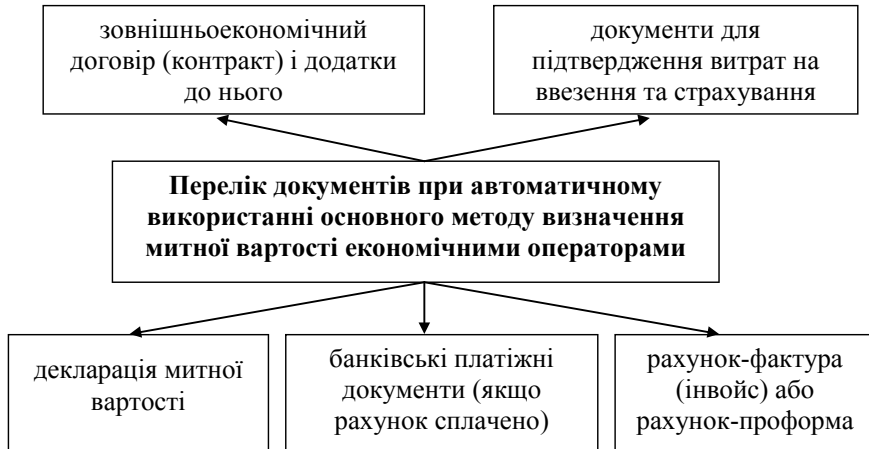 зовнішньоекономічний
договір (контракт) і додатки
до нього
документи для
підтвердження витрат на
ввезення та страхування
Перелік документів при автоматичному
використанні основного методу визначення
митної вартості економічними операторами
декларація митної
вартості
банківські платіжні
документи (якщо
рахунок сплачено)
рахунок-фактура
(інвойс) або
рахунок-проформа